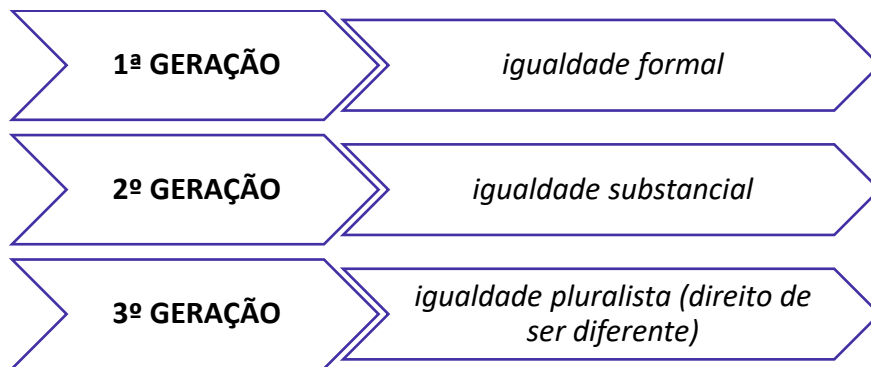 1ª GERAÇÃO
igualdade formal
2º GERAÇÃO
igualdade substancial
3º GERAÇÃO
igualdade pluralista (direito de
ser diferente)